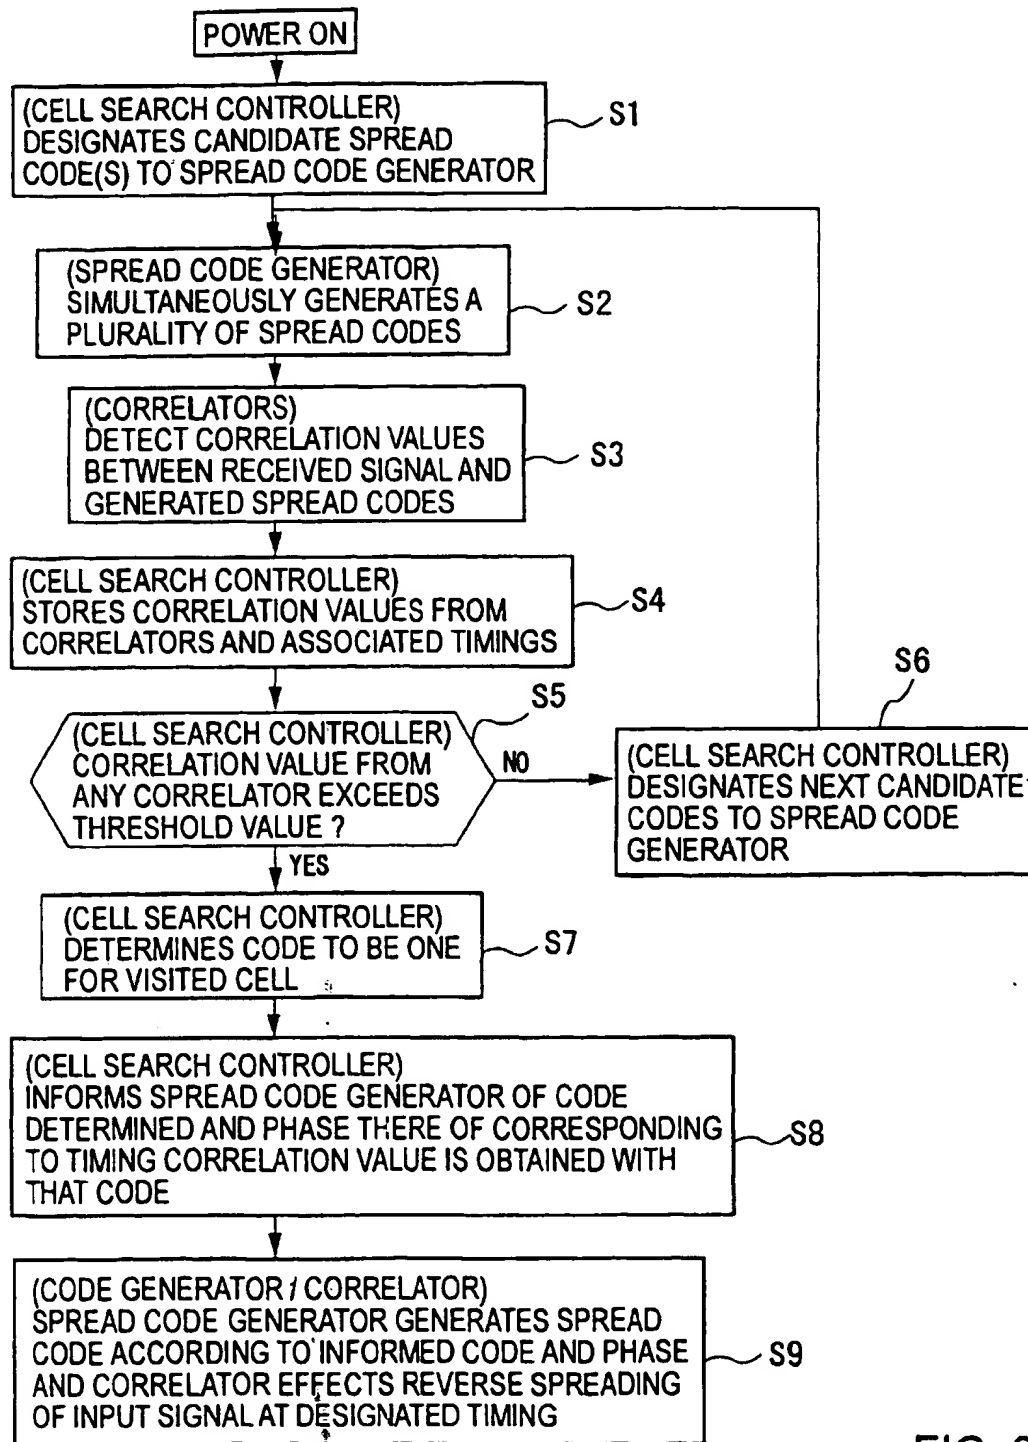 POWER ON
(CELL SEARCH CONTROLLER)
DESIGNATES CANDIDATE SPREAD
CODE(S) TO SPREAD CODE GENERATOR
S1
(SPREAD CODE GENERATOR)
SIMULTANEOUSLY GENERATES A
PLURALITY OF SPREAD CODES
S2
(CORRELATORS)
DETECT CORRELATION VALUES
BETWEEN RECEIVED SIGNAL AND
GENERATED SPREAD CODES
S3
(CELL SEARCH CONTROLLER)
STORES CORRELATION VALUES FROM
CORRELATORS AND ASSOCIATED TIMINGS
S4
(CELL SEARCH CONTROLLER)
CORRELATION VALUE FROM
ANY CORRELATOR EXCEEDS
THRESHOLD VALUE ?
S5
NO
YES
(CELL SEARCH CONTROLLER)
DESIGNATES NEXT CANDIDATE
CODES TO SPREAD CODE
GENERATOR
S6
(CELL SEARCH CONTROLLER)
DETERMINES CODE TO BE ONE
FOR VISITED CELL
S7
(CELL SEARCH CONTROLLER)
INFORMS SPREAD CODE GENERATOR OF CODE
DETERMINED AND PHASE THERE OF CORRESPONDING
TO TIMING CORRELATION VALUE IS OBTAINED WITH
THAT CODE
S8
(CODE GENERATOR / CORRELATOR)
SPREAD CODE GENERATOR GENERATES SPREAD
CODE ACCORDING TO INFORMED CODE AND PHASE
AND CORRELATOR EFFECTS REVERSE SPREADING
OF INPUT SIGNAL AT DESIGNATED TIMING
S9